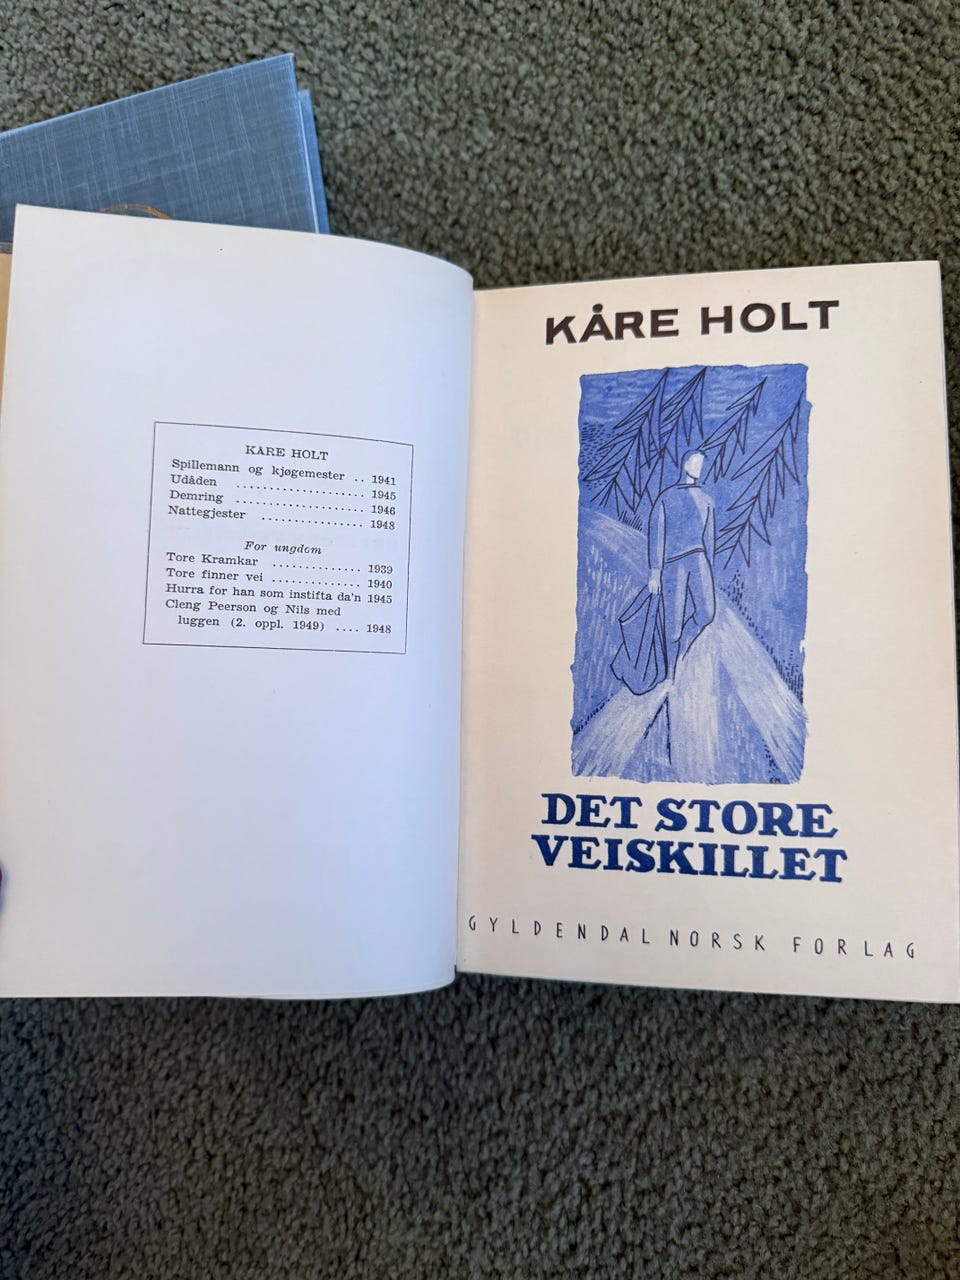 KÅRE HOLT
Spillemann og kjøgemester .. 1941
Udåden .................... 1945
Demring .................... 1946
Nattegjester ................ 1948
For ungdom
Tore Kramkar .............. 1939
Tore finner vei .............. 1940
Hurra for han som instifta da'n 1945
Cleng Peerson og Nils med
luggen (2. oppl. 1949) .... 1948
KÅRE HOLT
EM
DET STORE
VEISKILLET
GYLDENDAL NORSK FORLAG